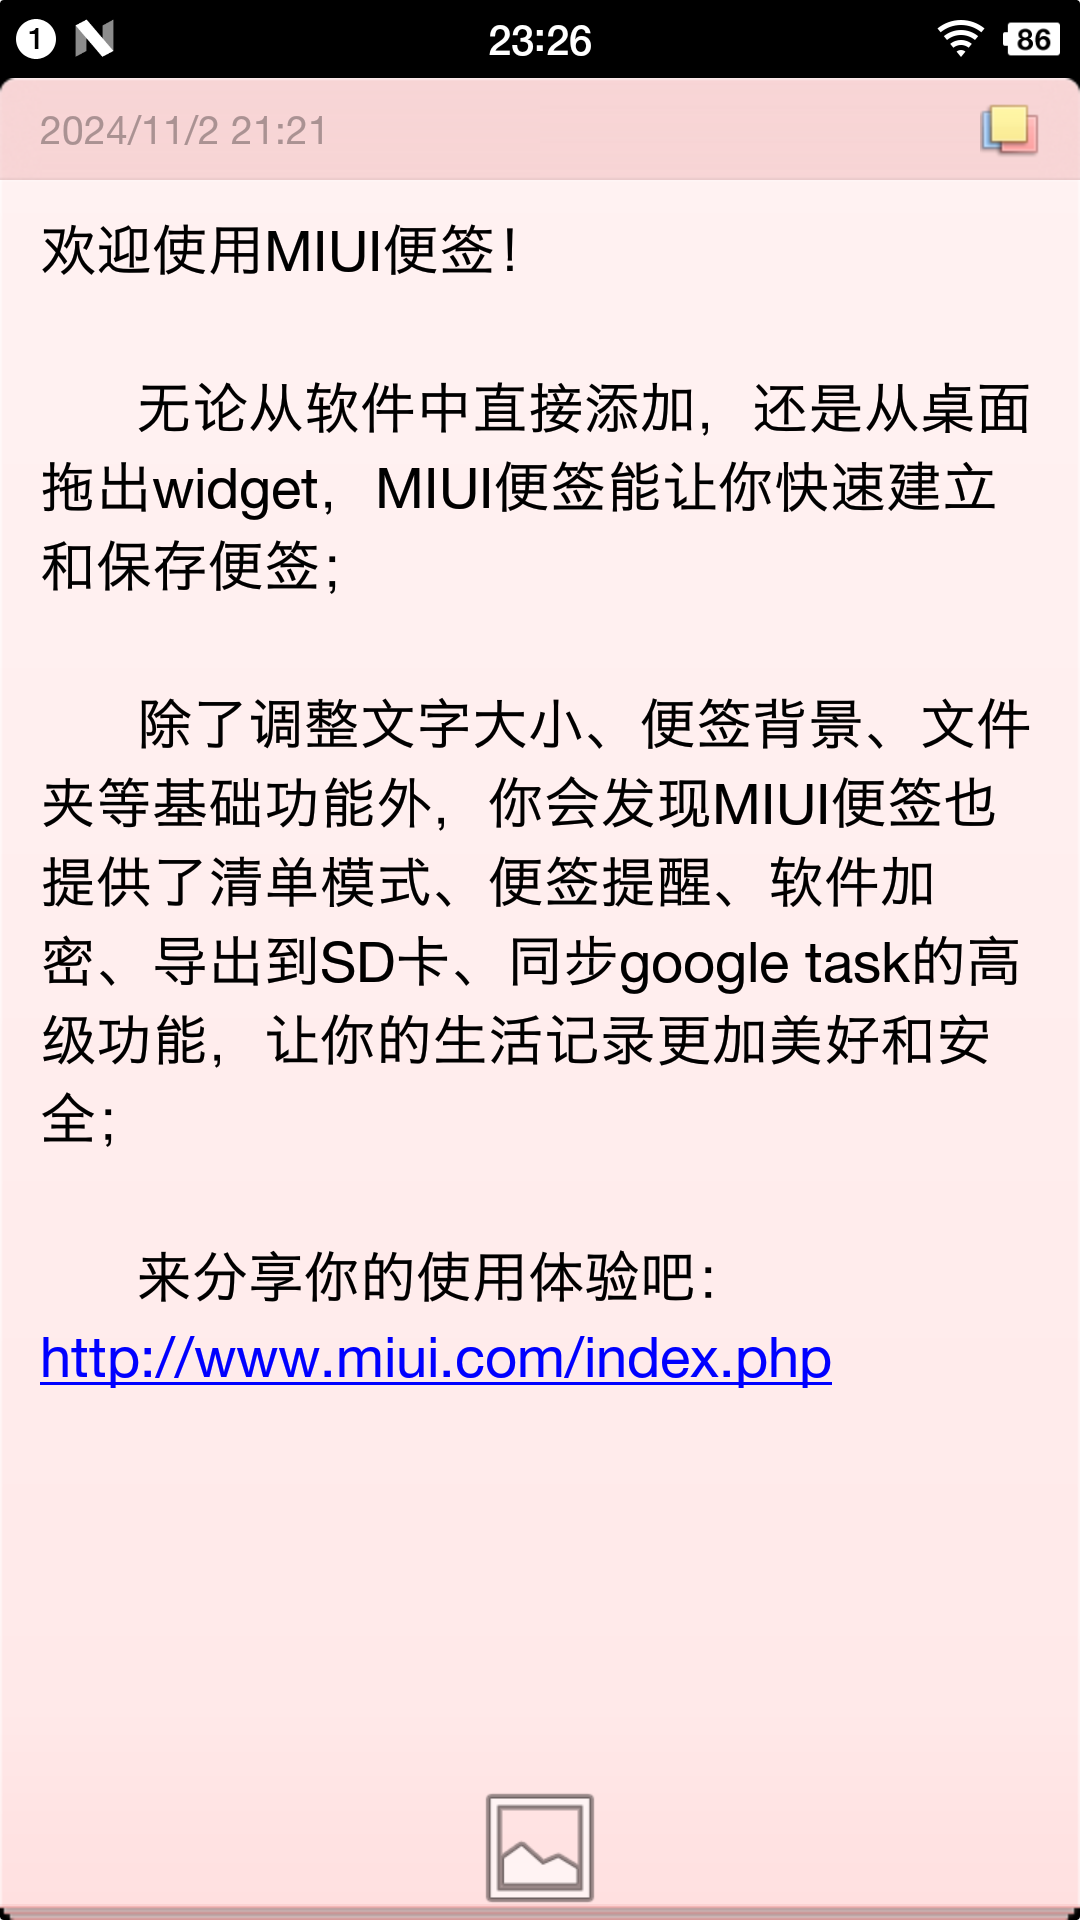 1 23:26 86
2024/11/2 21:21
欢迎使用MIUI便签！
无论从软件中直接添加，还是从桌面
拖出widget，MIUI便签能让你快速建立
和保存便签；
除了调整文字大小、便签背景、文件
夹等基础功能外，你会发现MIUI便签也
提供了清单模式、便签提醒、软件加
密、导出到SD卡、同步google task的高
级功能，让你的生活记录更加美好和安
全；
来分享你的使用体验吧：
http://www.miui.com/index.php